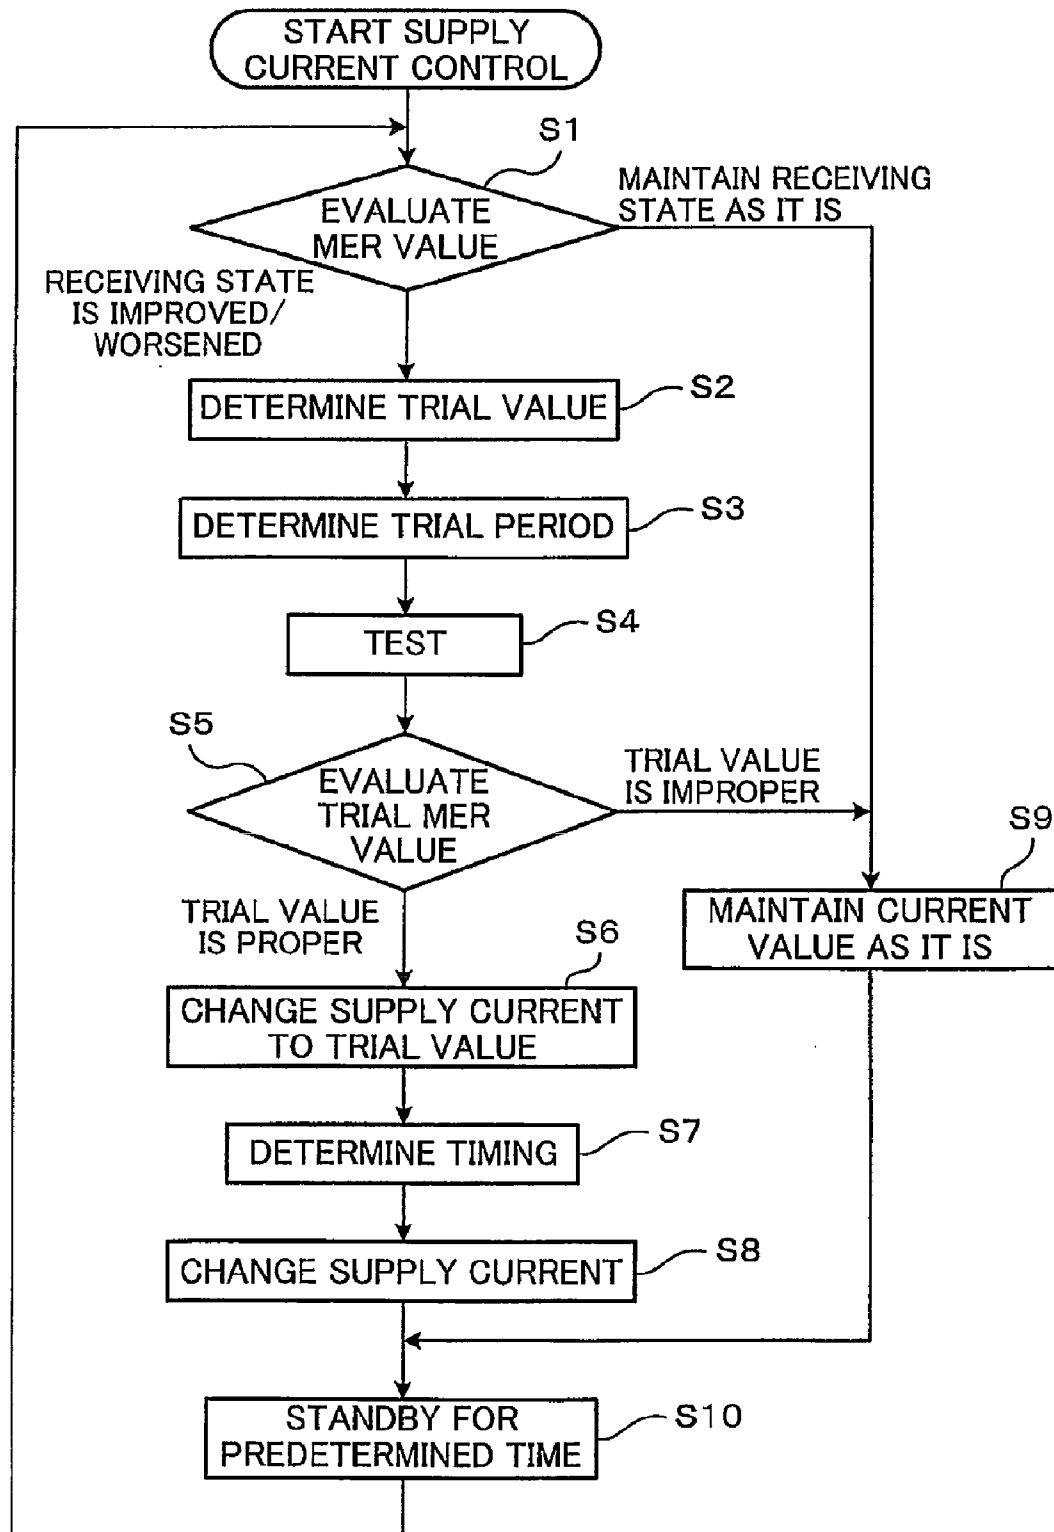 START SUPPLY
CURRENT CONTROL
S1
EVALUATE
MER VALUE
MAINTAIN RECEIVING
STATE AS IT IS
RECEIVING STATE
IS IMPROVED/
WORSENED
S2
DETERMINE TRIAL VALUE
S3
DETERMINE TRIAL PERIOD
S4
TEST
S5
EVALUATE
TRIAL MER
VALUE
TRIAL VALUE
IS IMPROPER
S9
MAINTAIN CURRENT
VALUE AS IT IS
TRIAL VALUE
IS PROPER
S6
CHANGE SUPPLY CURRENT
TO TRIAL VALUE
S7
DETERMINE TIMING
S8
CHANGE SUPPLY CURRENT
S10
STANDBY FOR
PREDETERMINED TIME